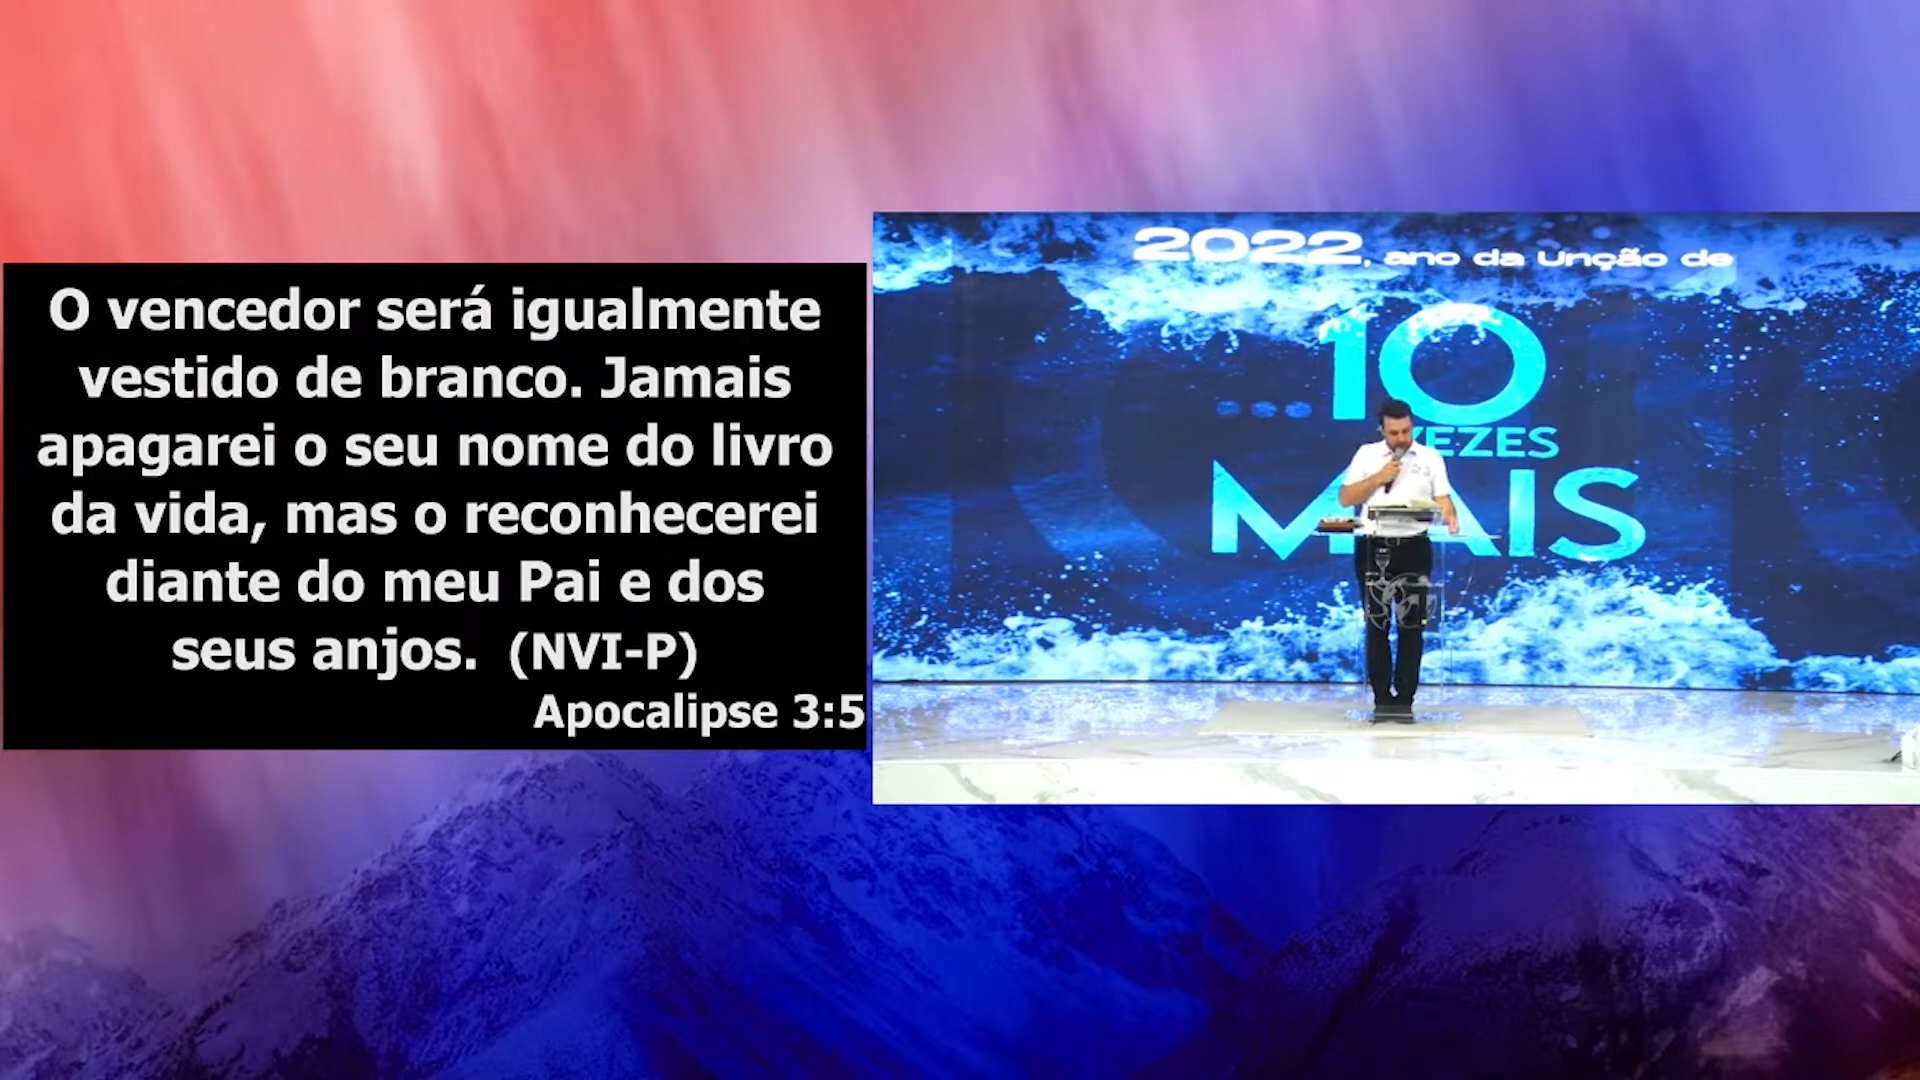 O vencedor será igualmente
vestido de branco. Jamais
apagarei o seu nome do livro
da vida, mas o reconhecerei
diante do meu Pai e dos
seus anjos. (NVI-P)
Apocalipse 3:5
2022, ano da Unção de
...10
VEZES
MAIS